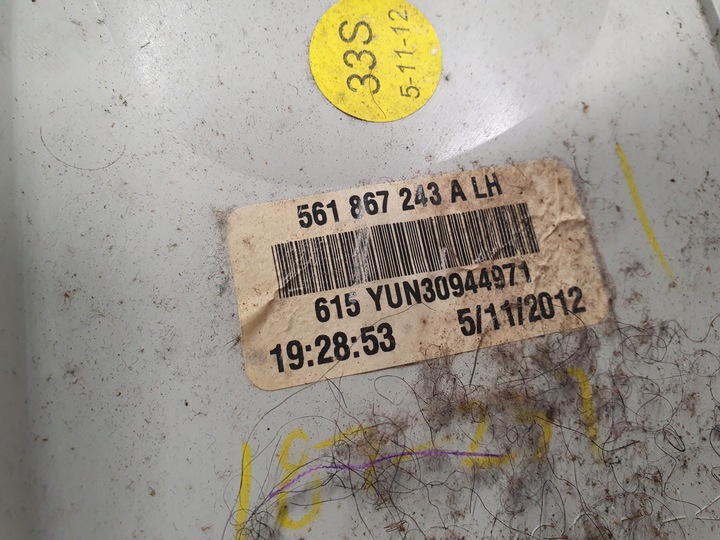 33S
5-11-12
561 867 243 A LH
615 YUN30944971
19:28:53 5/11/2012